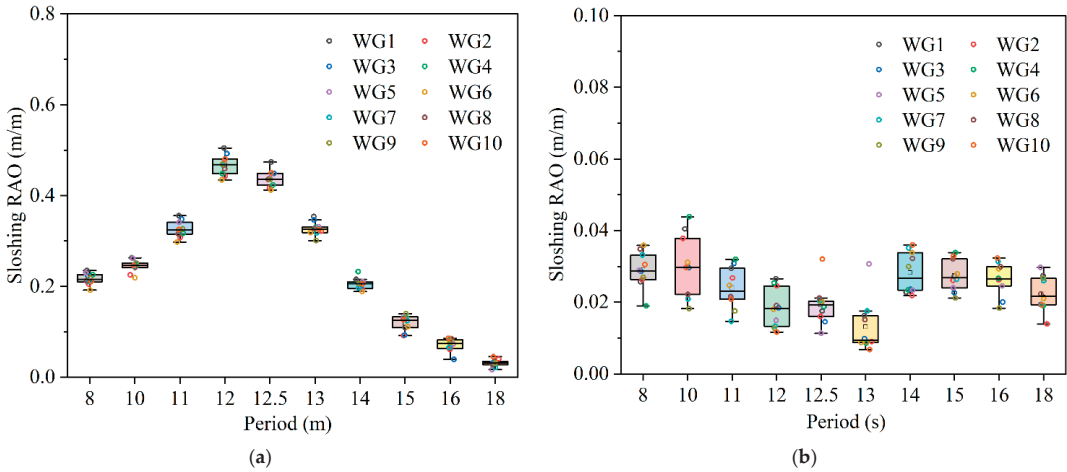 0.8
0.6
0.4
0.2
0.0
Sloshing RAO (m/m)
WG1 WG2
WG3 WG4
WG5 WG6
WG7 WG8
WG9 WG10
8 10 11 12 12.5 13 14 15 16 18
Period (m)
(a)
0.10
0.08
0.06
0.04
0.02
0.00
Sloshing RAO (m/m)
WG1 WG2
WG3 WG4
WG5 WG6
WG7 WG8
WG9 WG10
8 10 11 12 12.5 13 14 15 16 18
Period (s)
(b)